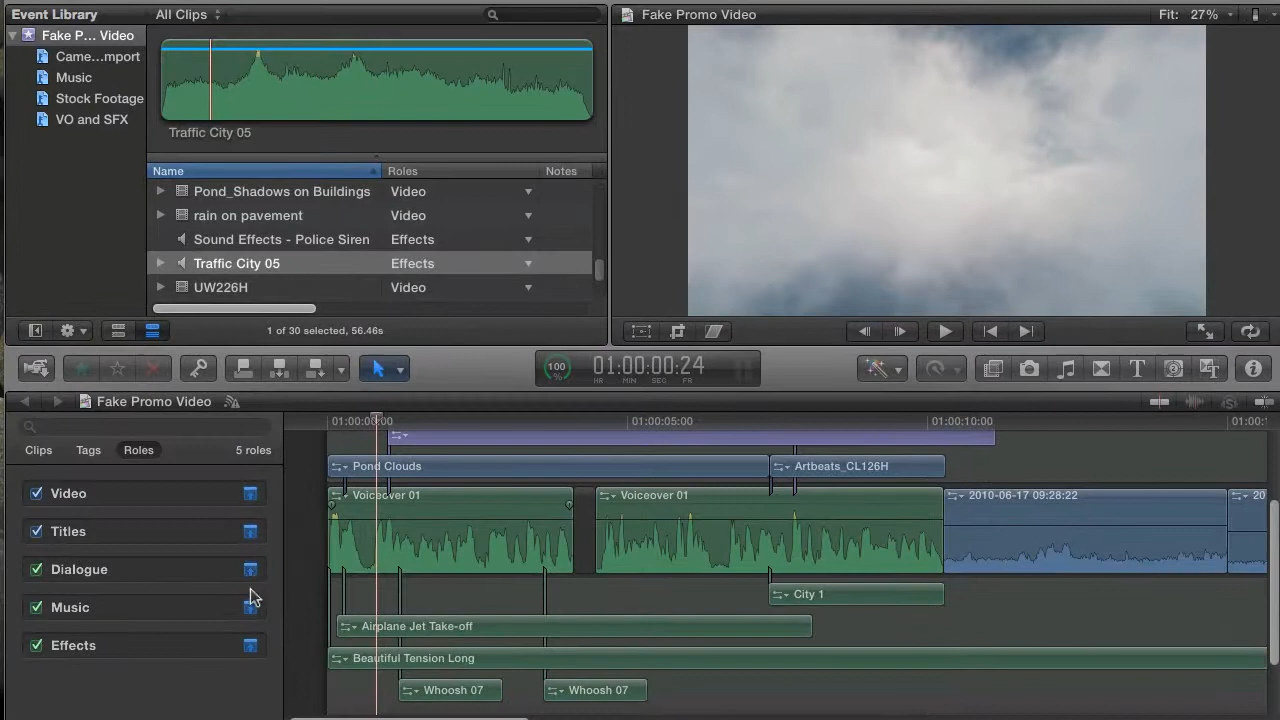 Event Library
All Clips
Fake Promo Video
Fit: 27%
Fake P... Video
Came...mport
Music
Stock Footage
VO and SFX
Traffic City 05
Name Roles Notes
Pond_Shadows on Buildings Video
rain on pavement Video
Sound Effects - Police Siren Effects
Traffic City 05 Effects
UW226H Video
1 of 30 selected, 56.46s
100 %
01:00:00:24
HR MIN SEC FR
Fake Promo Video
Clips Tags Roles 5 roles
Video
Titles
Dialogue
Music
Effects
01:00:00:00 01:00:05:00 01:00:10:00
Pond Clouds Artbeats_CL126H
Voiceover 01 Voiceover 01 2010-06-17 09:28:22 20
City 1
Airplane Jet Take-off
Beautiful Tension Long
Whoosh 07 Whoosh 07